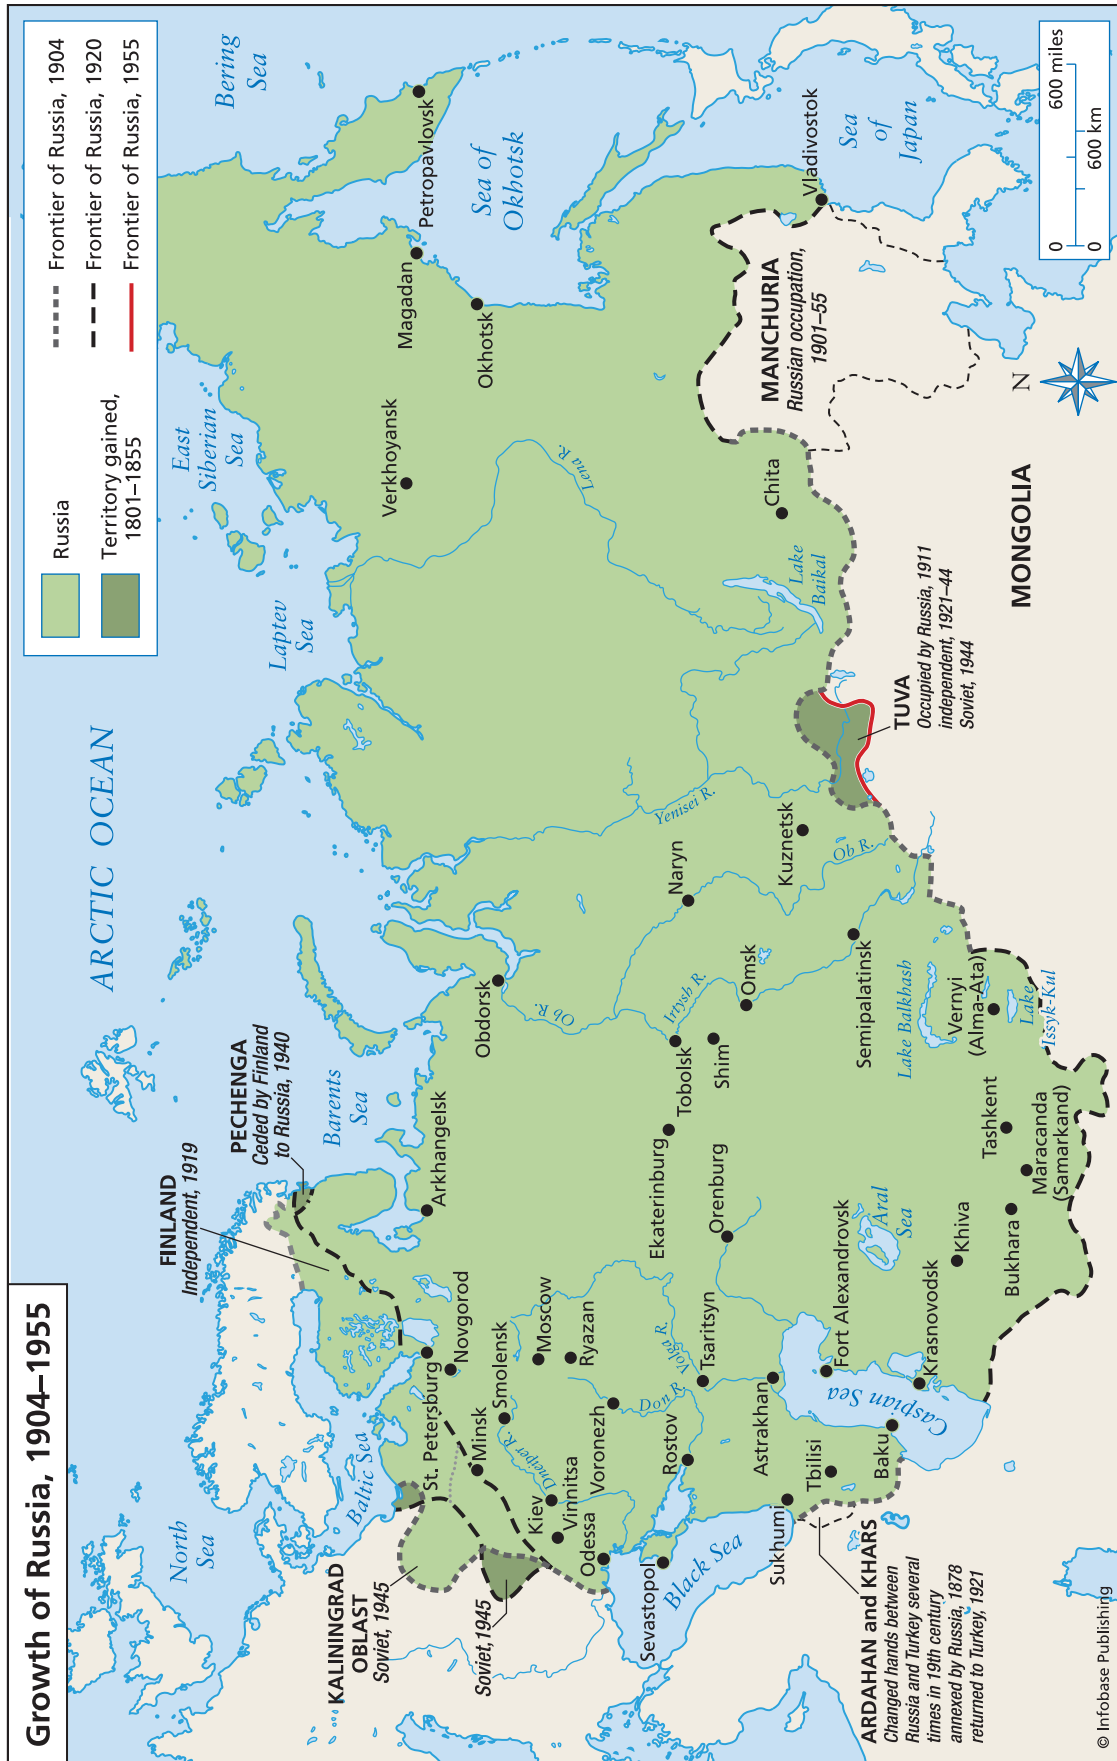 Growth of Russia, 1904–1955
Russia
Territory gained,
1801–1855
Frontier of Russia, 1904
Frontier of Russia, 1920
Frontier of Russia, 1955
ARCTIC OCEAN
Bering
Sea
East
Siberian
Sea
Laptev
Sea
Barents
Sea
North
Sea
Baltic Sea
Sea of
Okhotsk
Sea
of
Japan
Petropavlovsk
Magadan
Okhotsk
Verkhoyansk
Vladivostok
MANCHURIA
Russian occupation,
1901–55
Lena R.
Chita
Lake
Baikal
MONGOLIA
TUVA
Occupied by Russia, 1911
independent, 1921–44
Soviet, 1944
Yenisei R.
Kuznetsk
Ob R.
Naryn
Obdorsk
Ob R.
Irtysh R.
Omsk
Tobolsk
Shim
Semipalatinsk
Lake Balkhash
Vernyi
(Alma-Ata)
Lake
Issyk-Kul
Tashkent
Maracanda
(Samarkand)
Bukhara
Khiva
Aral
Sea
Fort Alexandrovsk
Krasnovodsk
Caspian Sea
Ekaterinburg
Orenburg
Arkhangelsk
PECHENGA
Ceded by Finland
to Russia, 1940
FINLAND
Independent, 1919
St. Petersburg
Novgorod
Moscow
Ryazan
Smolensk
Minsk
Dneiper R.
Kiev
Vinnitsa
Odessa
Voronezh
Don R.
Volga R.
Tsaritsyn
Rostov
Astrakhan
Sevastopol
Black Sea
Sukhumi
Tbilisi
Baku
KALININGRAD
OBLAST
Soviet, 1945
Soviet,1945
ARDAHAN and KHARS
Changed hands between
Russia and Turkey several
times in 19th century
annexed by Russia, 1878
returned to Turkey, 1921
N
0 600 miles
0 600 km
© Infobase Publishing